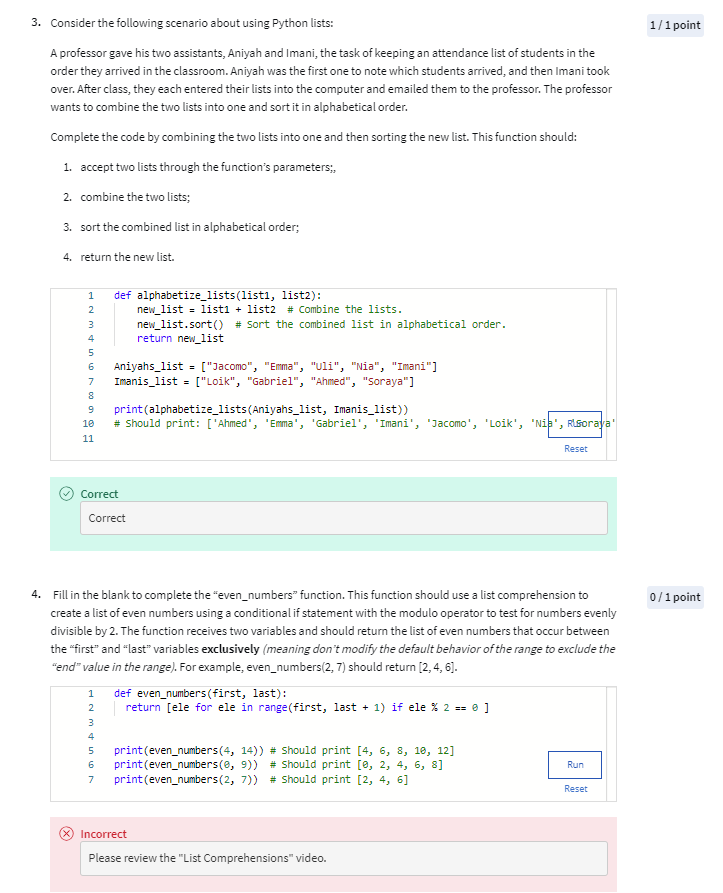 3. Consider the following scenario about using Python lists:
1 / 1 point
A professor gave his two assistants, Aniyah and Imani, the task of keeping an attendance list of students in the
order they arrived in the classroom. Aniyah was the first one to note which students arrived, and then Imani took
over. After class, they each entered their lists into the computer and emailed them to the professor. The professor
wants to combine the two lists into one and sort it in alphabetical order.
Complete the code by combining the two lists into one and then sorting the new list. This function should:
1. accept two lists through the function's parameters;,
2. combine the two lists;
3. sort the combined list in alphabetical order;
4. return the new list.
1 def alphabetize_lists(list1, list2):
2 new_list = list1 + list2 # Combine the lists.
3 new_list.sort() # Sort the combined list in alphabetical order.
4 return new_list
5
6 Aniyahs_list = ["Jacomo", "Emma", "Uli", "Nia", "Imani"]
7 Imanis_list = ["Loik", "Gabriel", "Ahmed", "Soraya"]
8
9 print(alphabetize_lists(Aniyahs_list, Imanis_list))
10 # Should print: ['Ahmed', 'Emma', 'Gabriel', 'Imani', 'Jacomo', 'Loik', 'Nia', 'Soraya'
11
Run
Reset
Correct
Correct
4. Fill in the blank to complete the “even_numbers” function. This function should use a list comprehension to
0 / 1 point
create a list of even numbers using a conditional if statement with the modulo operator to test for numbers evenly
divisible by 2. The function receives two variables and should return the list of even numbers that occur between
the “first” and “last” variables exclusively (meaning don't modify the default behavior of the range to exclude the
“end” value in the range). For example, even_numbers(2, 7) should return [2, 4, 6].
1 def even_numbers(first, last):
2 return [ele for ele in range(first, last + 1) if ele % 2 == 0 ]
3
4
5 print(even_numbers(4, 14)) # Should print [4, 6, 8, 10, 12]
6 print(even_numbers(0, 9)) # Should print [0, 2, 4, 6, 8]
7 print(even_numbers(2, 7)) # Should print [2, 4, 6]
Run
Reset
Incorrect
Please review the "List Comprehensions" video.